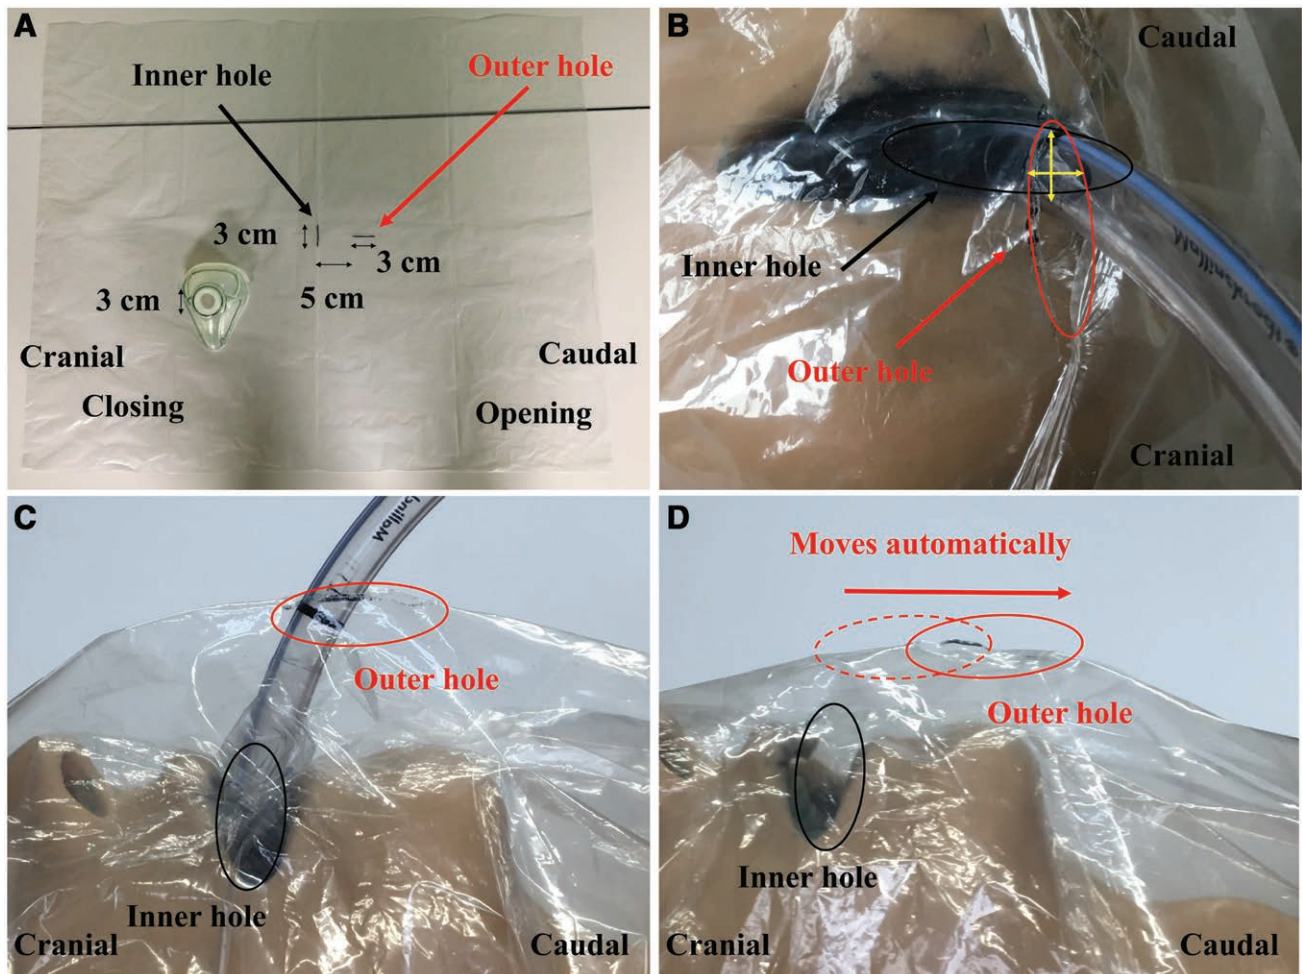 A
Inner hole
Outer hole
3 cm
3 cm
3 cm
5 cm
Cranial
Caudal
Closing
Opening
B
Caudal
Inner hole
Outer hole
Cranial
C
Outer hole
Inner hole
Cranial
Caudal
D
Moves automatically
Outer hole
Inner hole
Cranial
Caudal